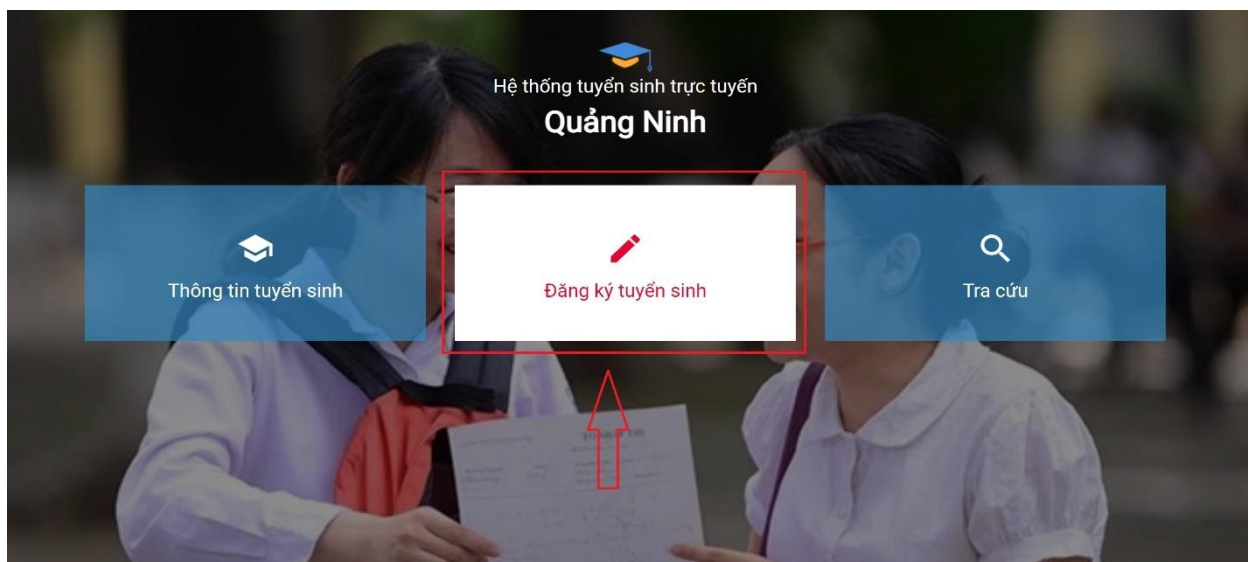 Hệ thống tuyển sinh trực tuyến
Quảng Ninh
Thông tin tuyển sinh
Đăng ký tuyển sinh
Tra cứu